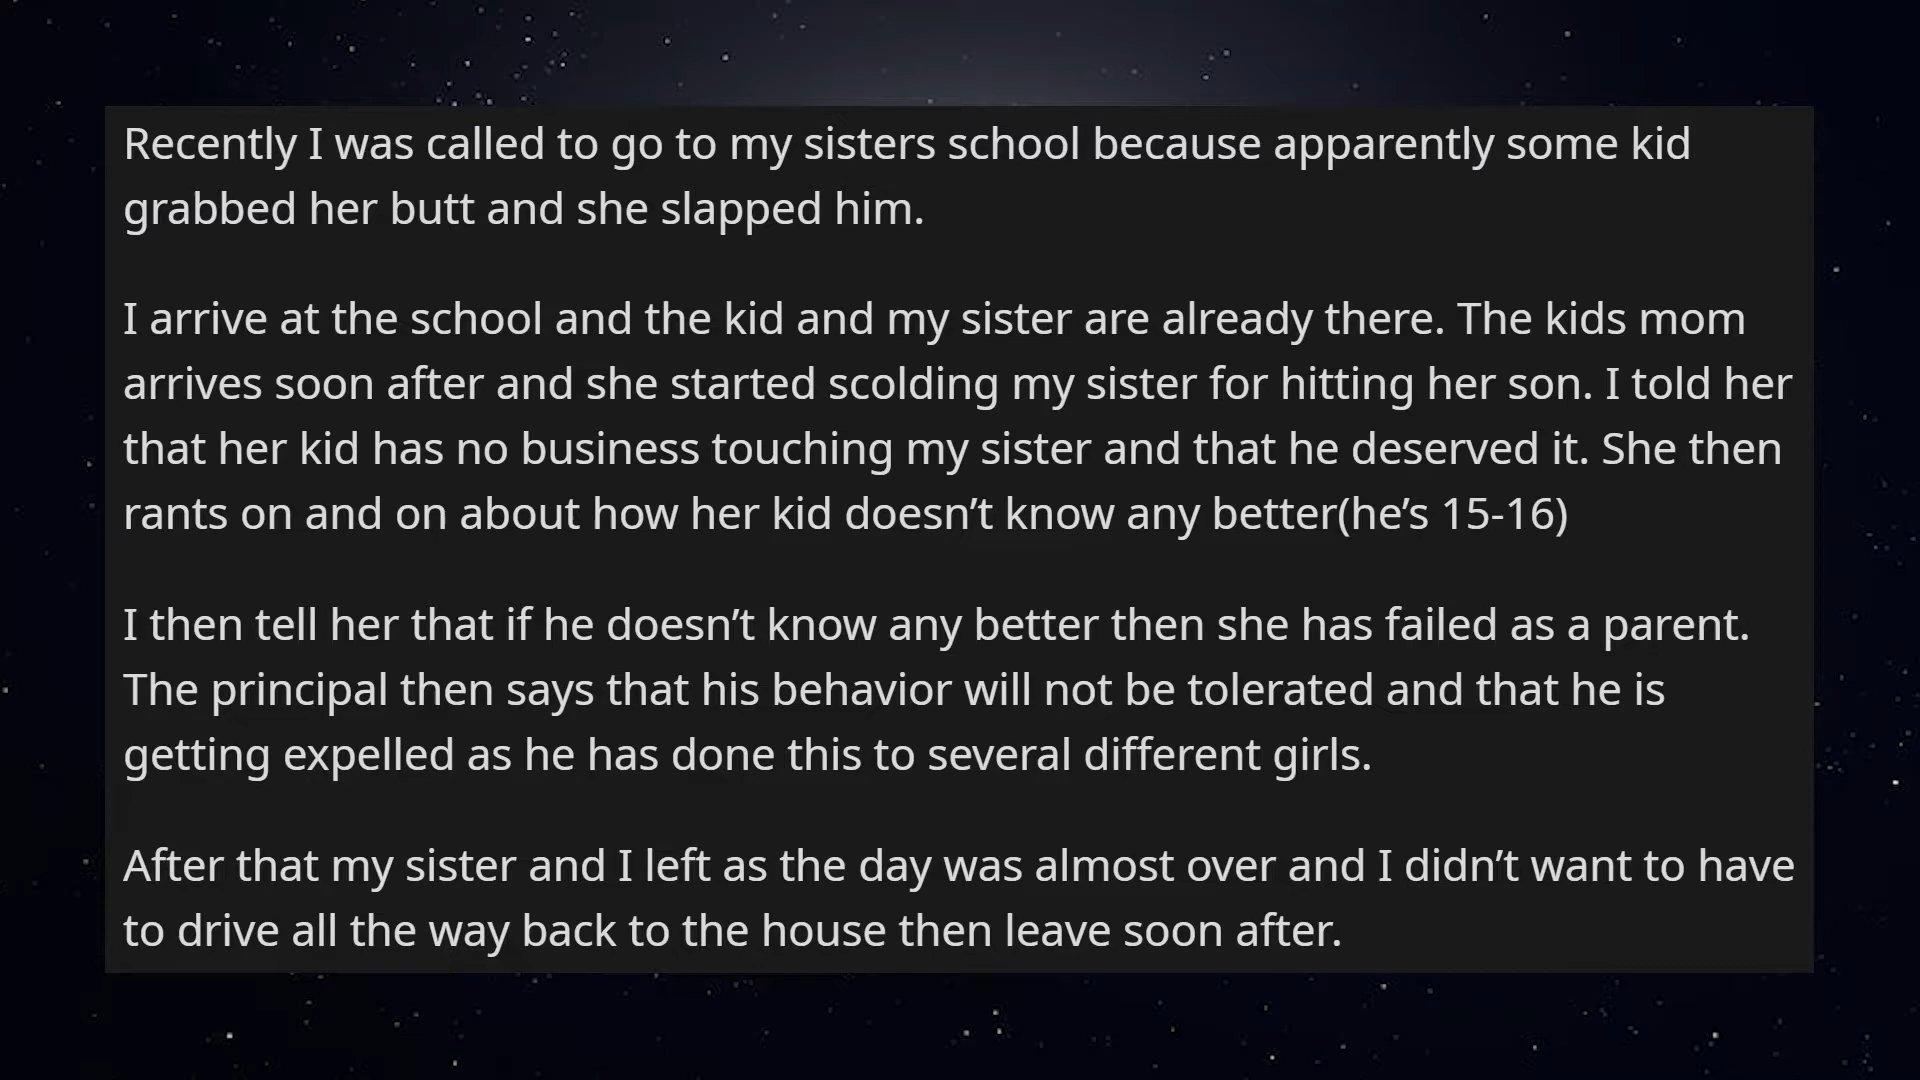 Recently I was called to go to my sisters school because apparently some kid
grabbed her butt and she slapped him.
I arrive at the school and the kid and my sister are already there. The kids mom
arrives soon after and she started scolding my sister for hitting her son. I told her
that her kid has no business touching my sister and that he deserved it. She then
rants on and on about how her kid doesn’t know any better(he’s 15-16)
I then tell her that if he doesn’t know any better then she has failed as a parent.
The principal then says that his behavior will not be tolerated and that he is
getting expelled as he has done this to several different girls.
After that my sister and I left as the day was almost over and I didn’t want to have
to drive all the way back to the house then leave soon after.